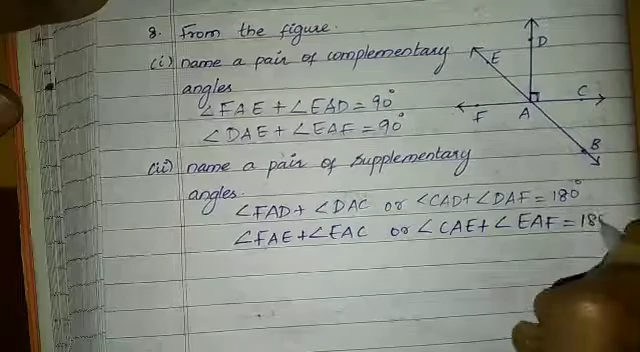 8. From the figure.
(i) name a pair of complementary
angles
∠FAE + ∠EAD = 90°
∠DAE + ∠EAF = 90°
(ii) name a pair of supplementary
angles.
∠FAD + ∠DAC or ∠CAD + ∠DAF = 180°
∠FAE + ∠EAC or ∠CAE + ∠EAF = 18
D
E
C
F
A
B